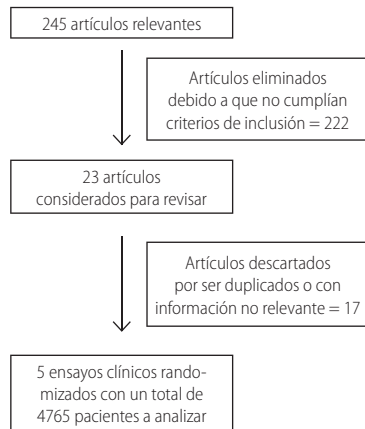 245 artículos relevantes
Artículos eliminados
debido a que no cumplían
criterios de inclusión = 222
23 artículos
considerados para revisar
Artículos descartados
por ser duplicados o con
información no relevante = 17
5 ensayos clínicos rando-
mizados con un total de
4765 pacientes a analizar